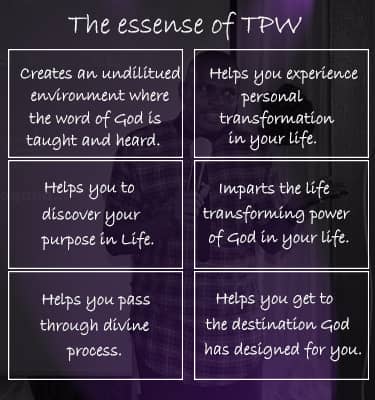 The essense of TPW
Creates an undilitued
environment where
the word of God is
taught and heard.
Helps you experience
personal
transformation
in your life.
Helps you to
discover your
purpose in Life.
Imparts the life
transforming power
of God in your life.
Helps you pass
through divine
process.
Helps you get to
the destination God
has designed for you.